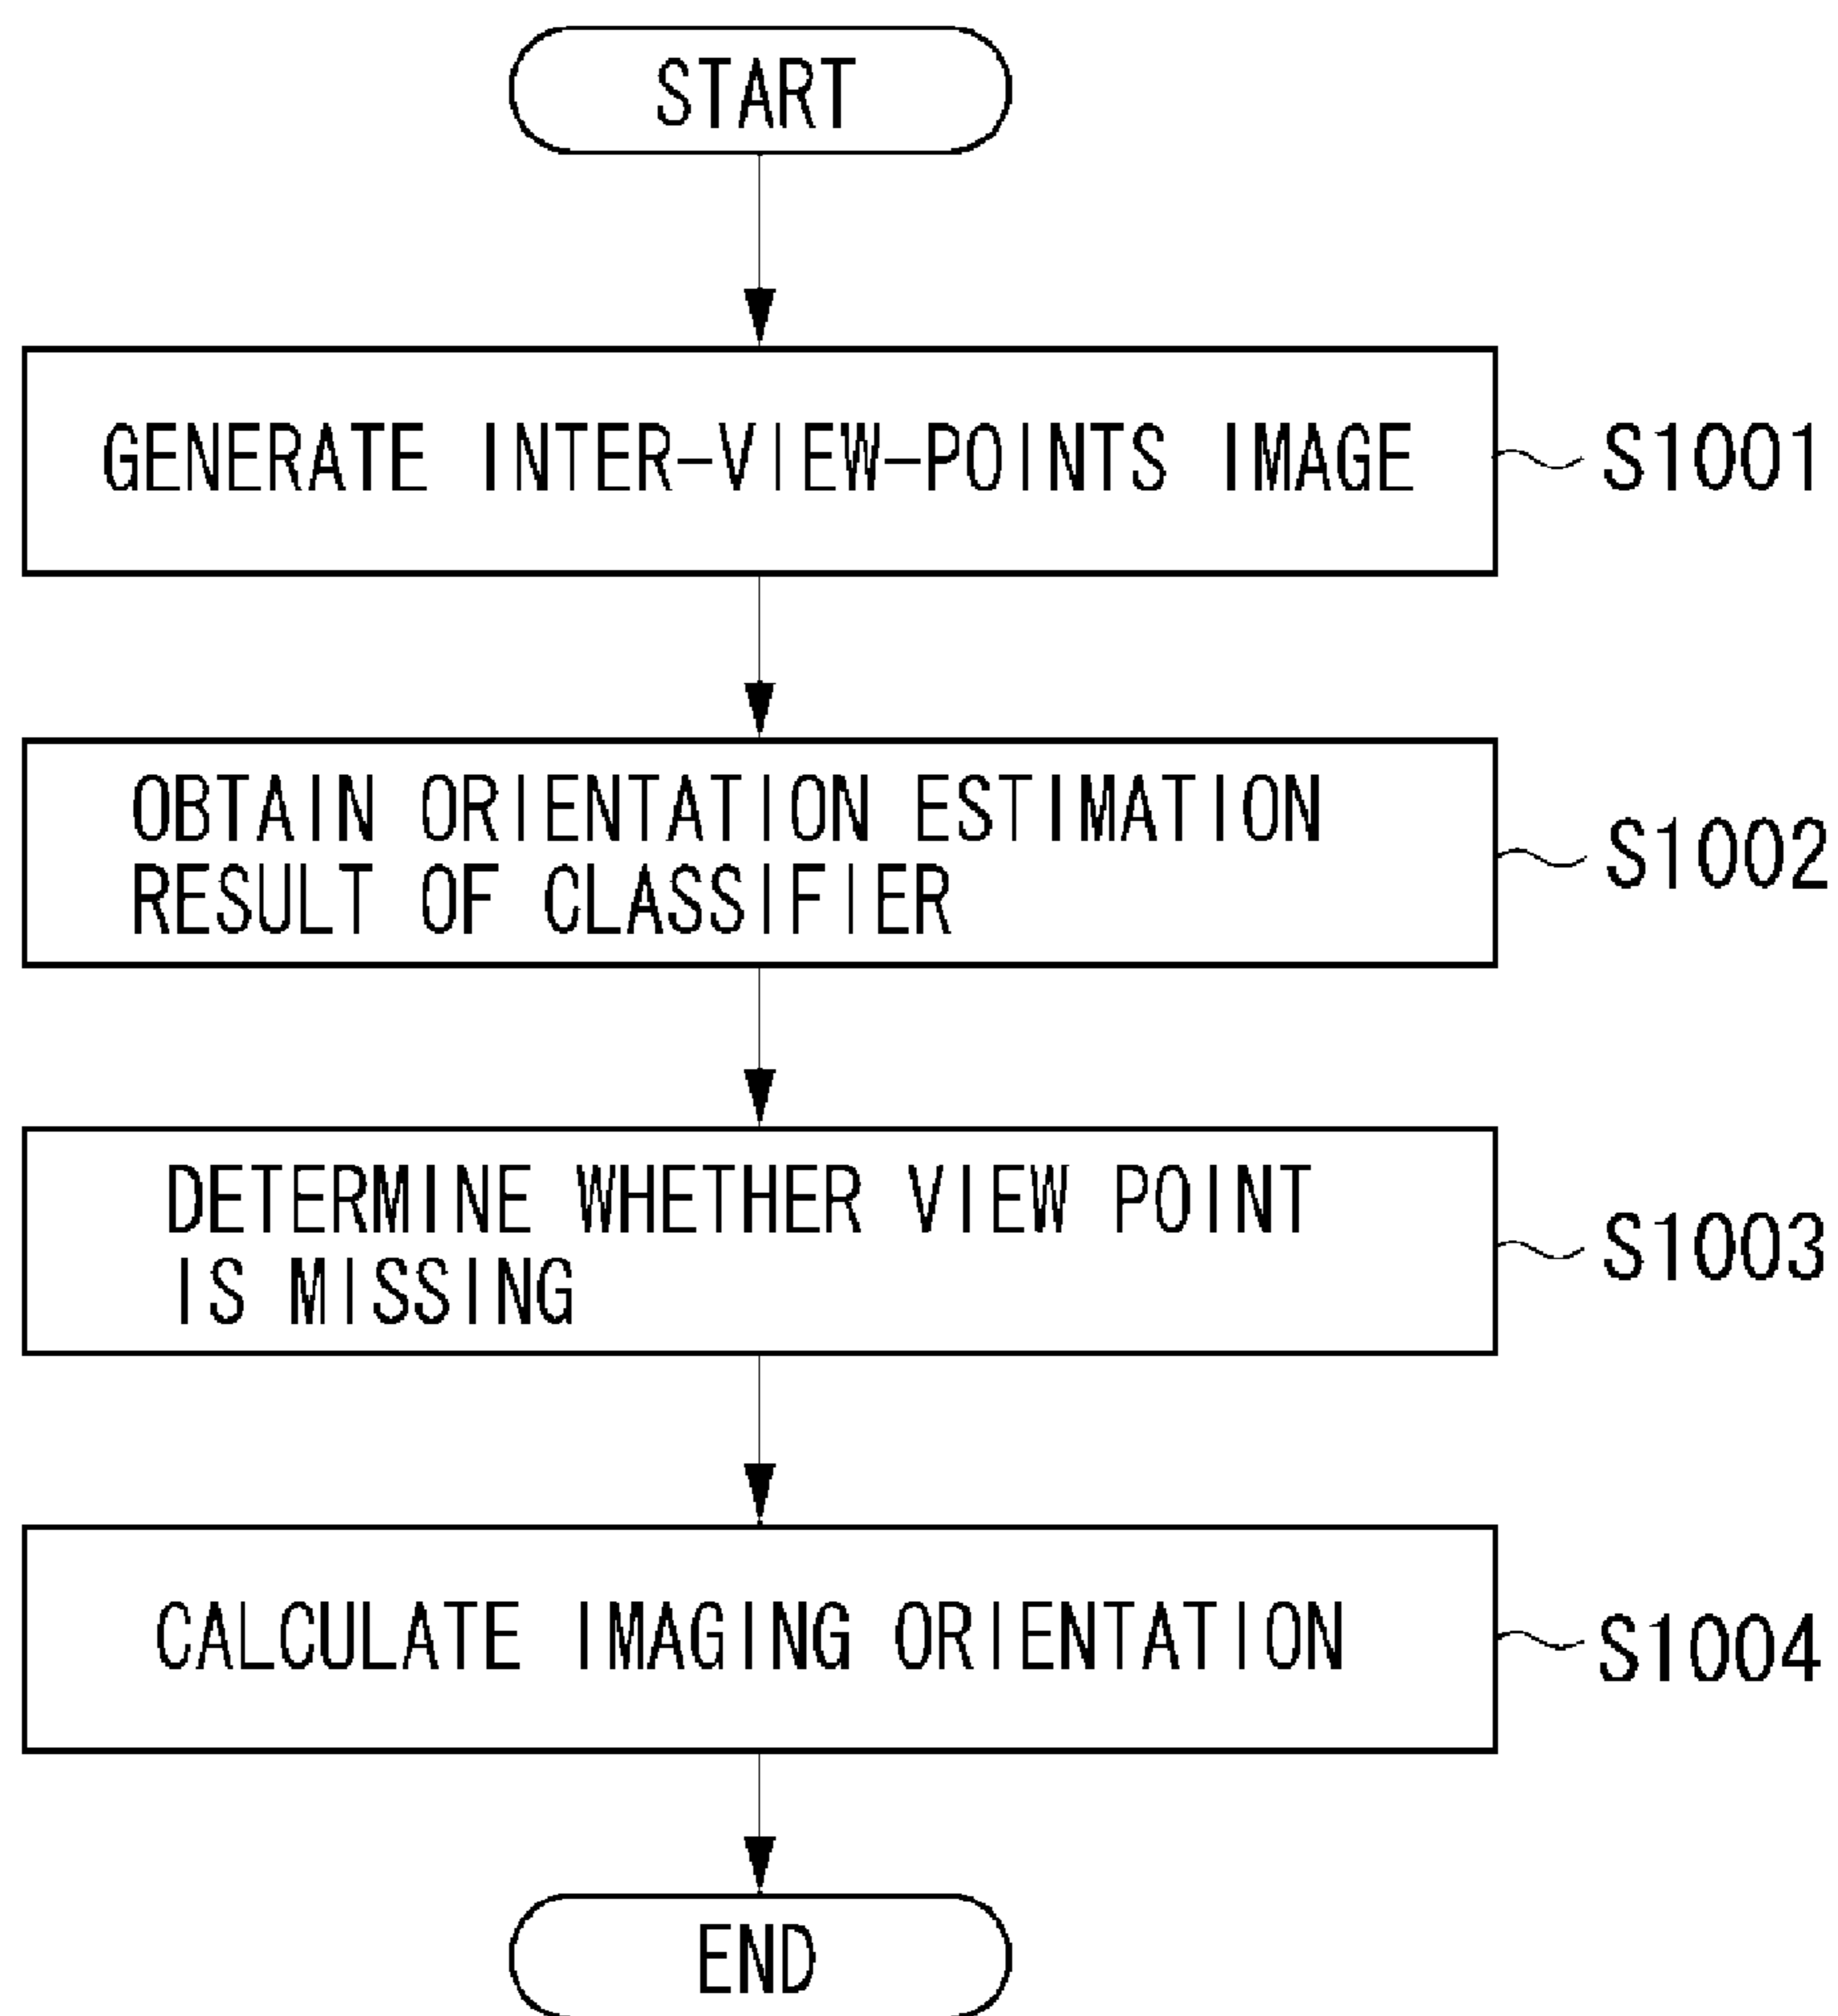 START
GENERATE INTER-VIEW-POINTS IMAGE
S1001
OBTAIN ORIENTATION ESTIMATION
RESULT OF CLASSIFIER
S1002
DETERMINE WHETHER VIEW POINT
IS MISSING
S1003
CALCULATE IMAGING ORIENTATION
S1004
END